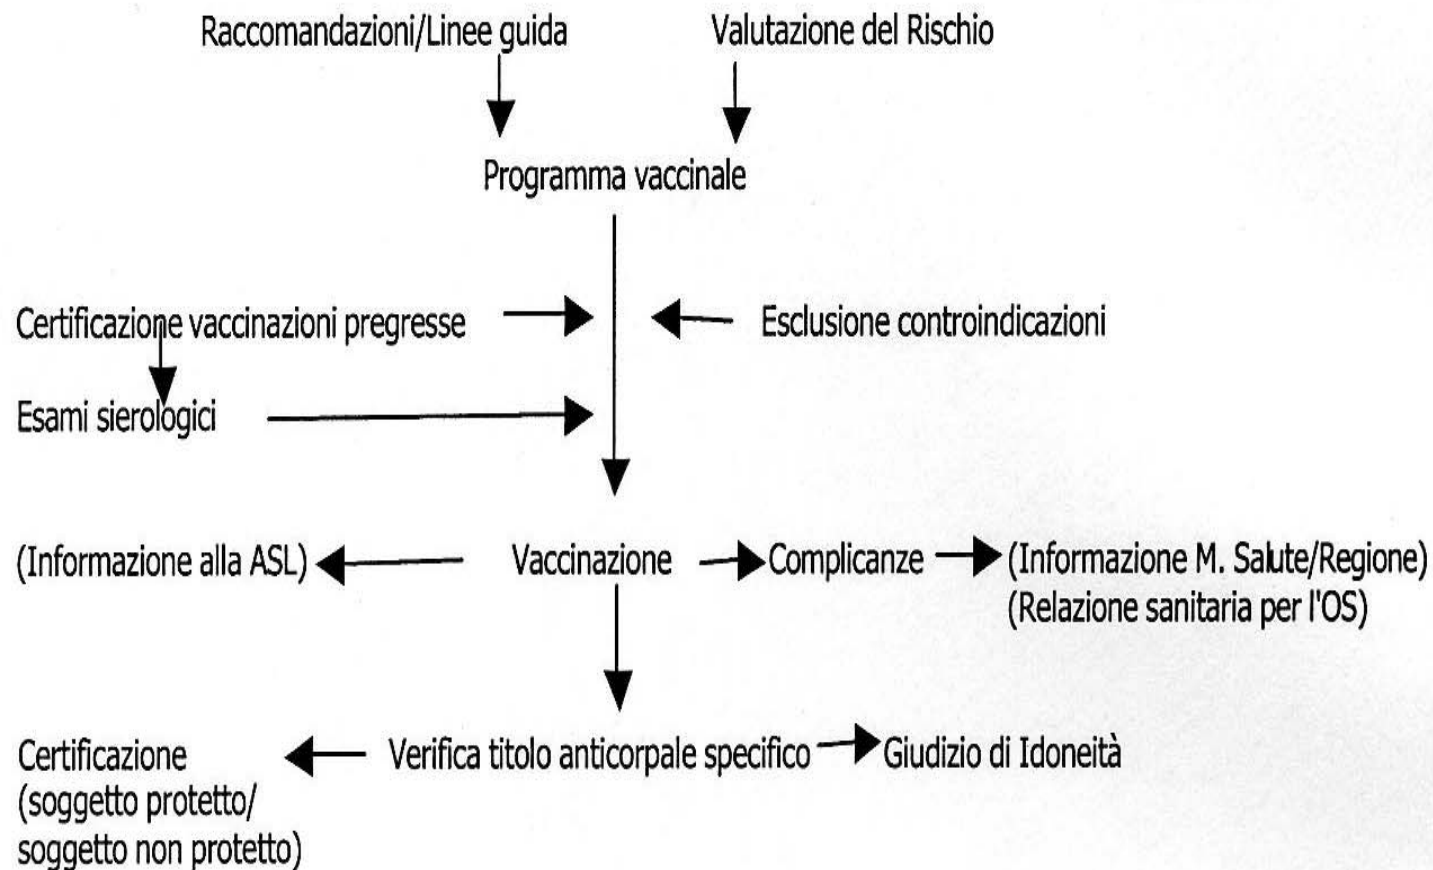 Raccomandazioni/Linee guida
Valutazione del Rischio
Programma vaccinale
Certificazione vaccinazioni pregresse
Esclusione controindicazioni
Esami sierologici
(Informazione alla ASL)
Vaccinazione
Complicanze
(Informazione M. Salute/Regione)
(Relazione sanitaria per l'OS)
Certificazione
(soggetto protetto/
soggetto non protetto)
Verifica titolo anticorpale specifico
Giudizio di Idoneità